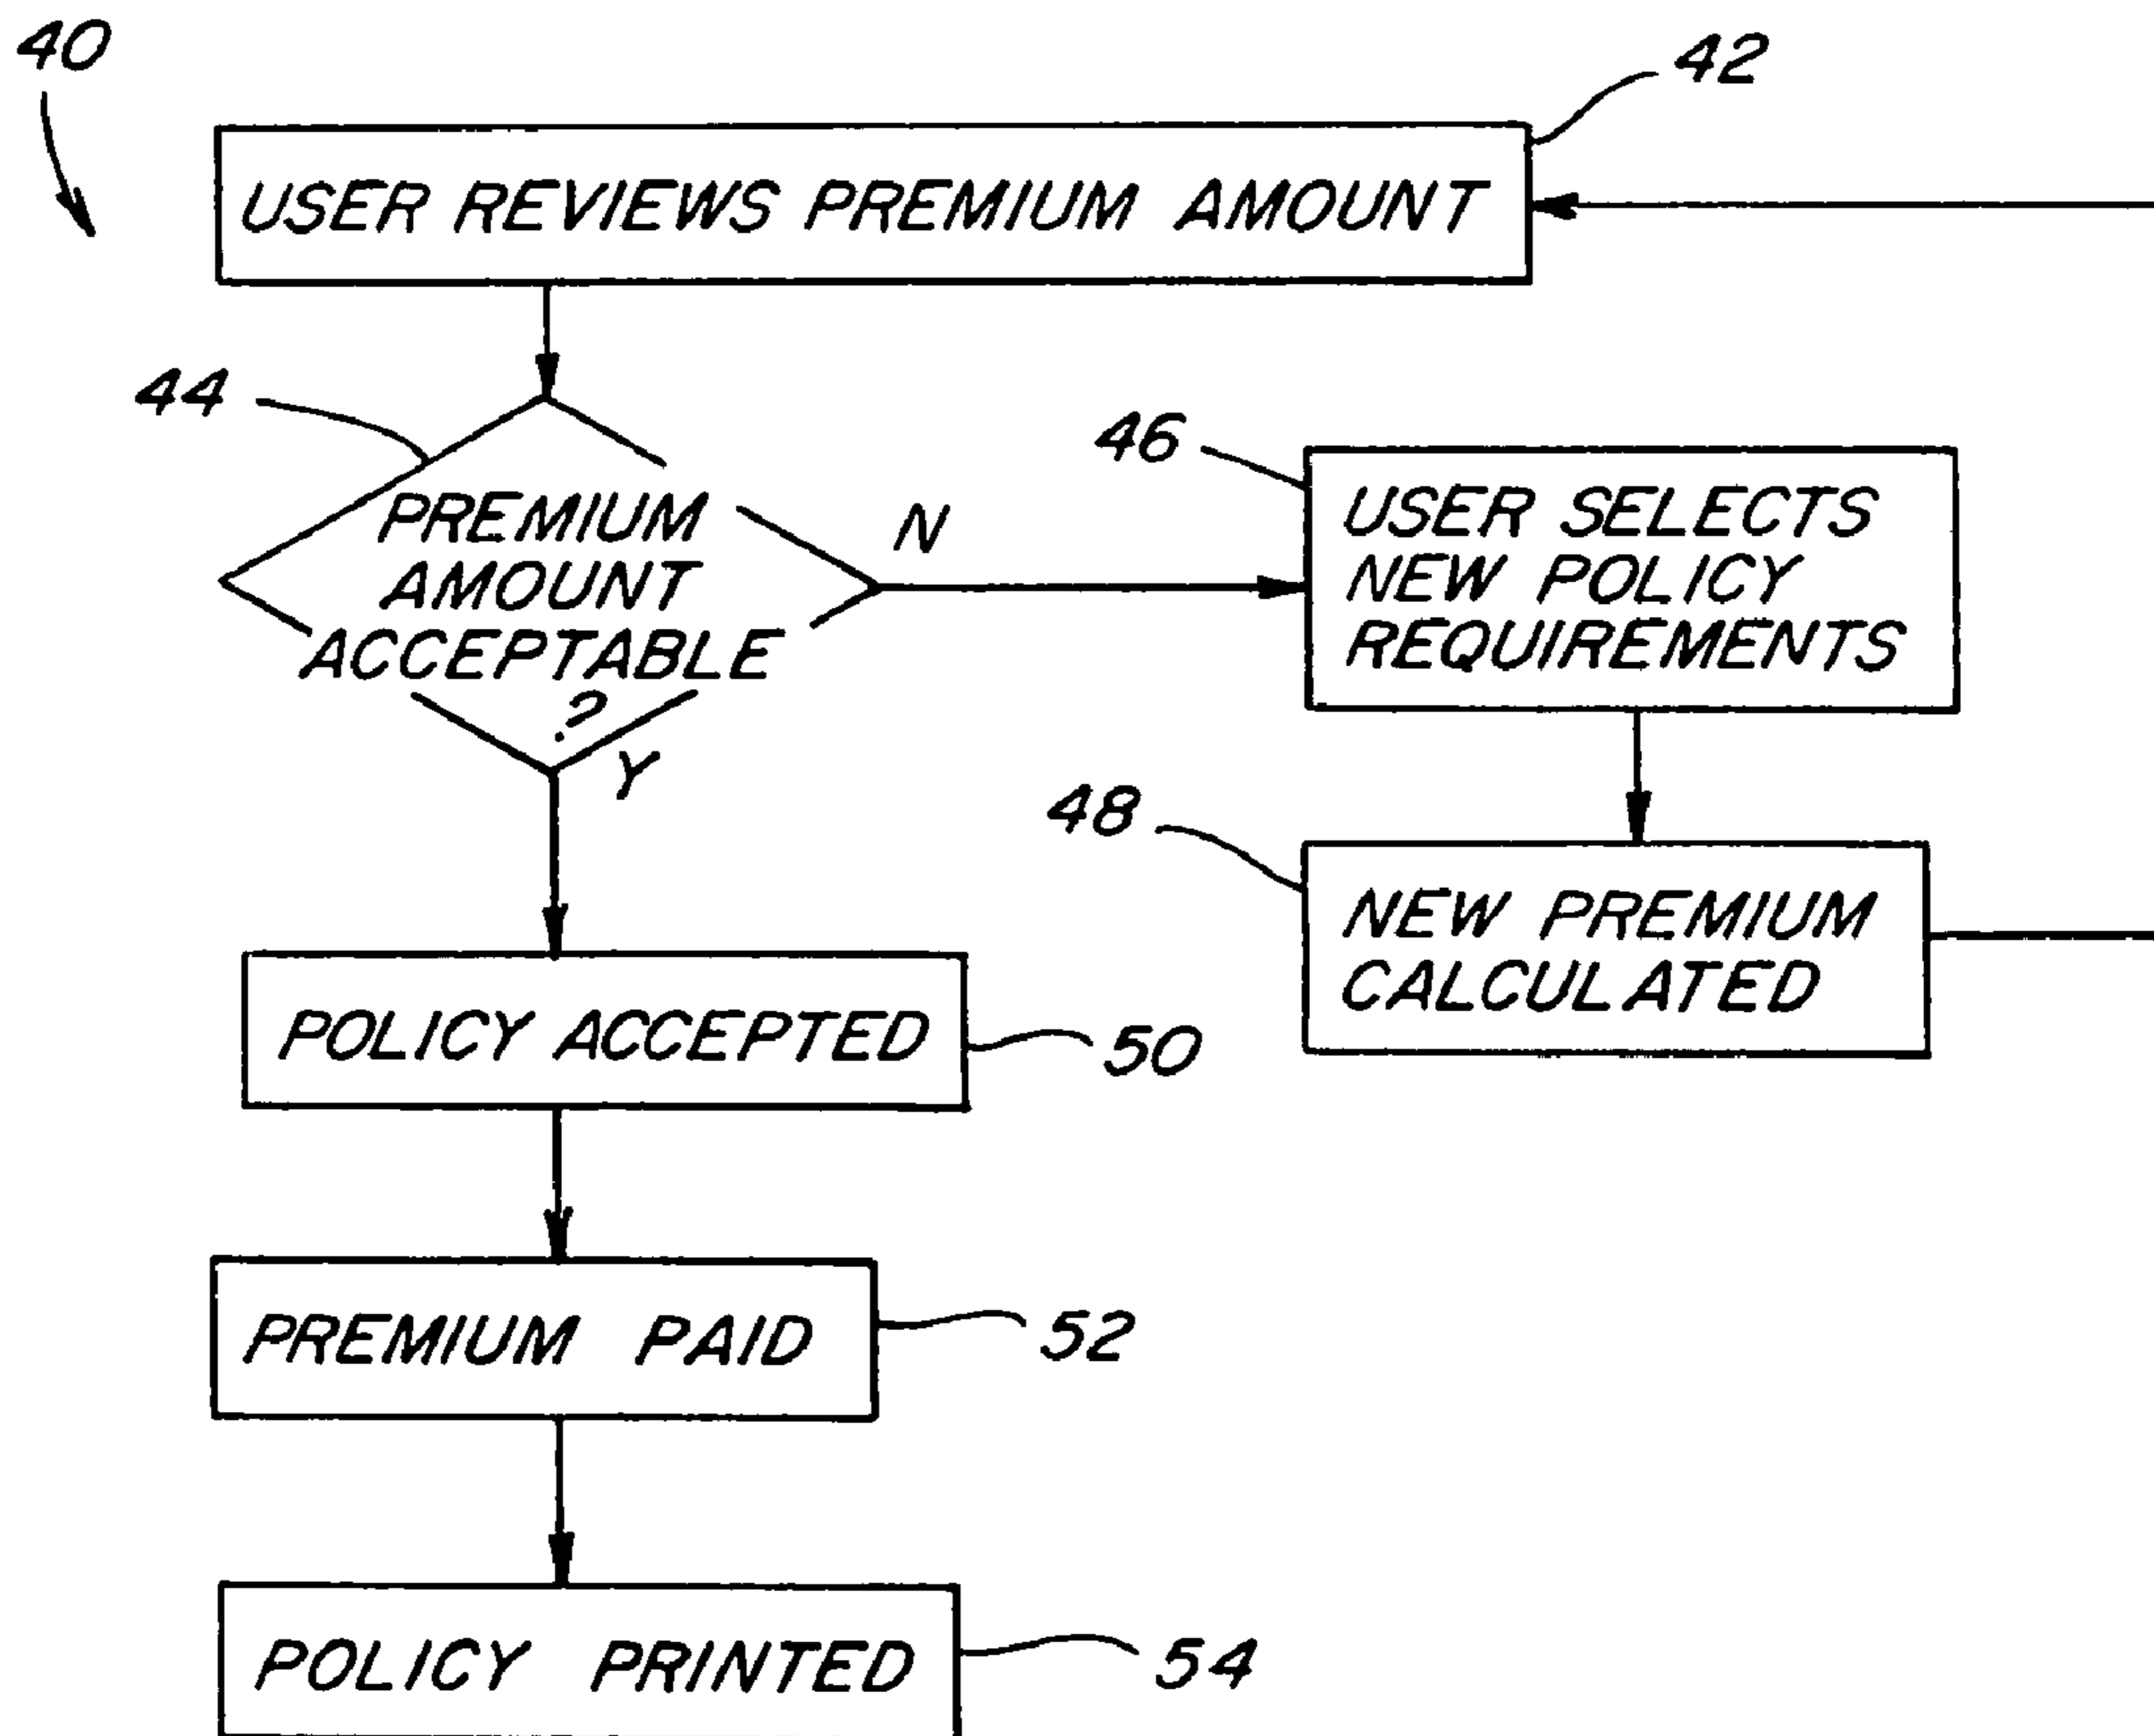 40
42
USER REVIEWS PREMIUM AMOUNT
44
PREMIUM
AMOUNT
ACCEPTABLE
?
N
Y
46
USER SELECTS
NEW POLICY
REQUIREMENTS
48
NEW PREMIUM
CALCULATED
POLICY ACCEPTED
50
PREMIUM PAID
52
POLICY PRINTED
54